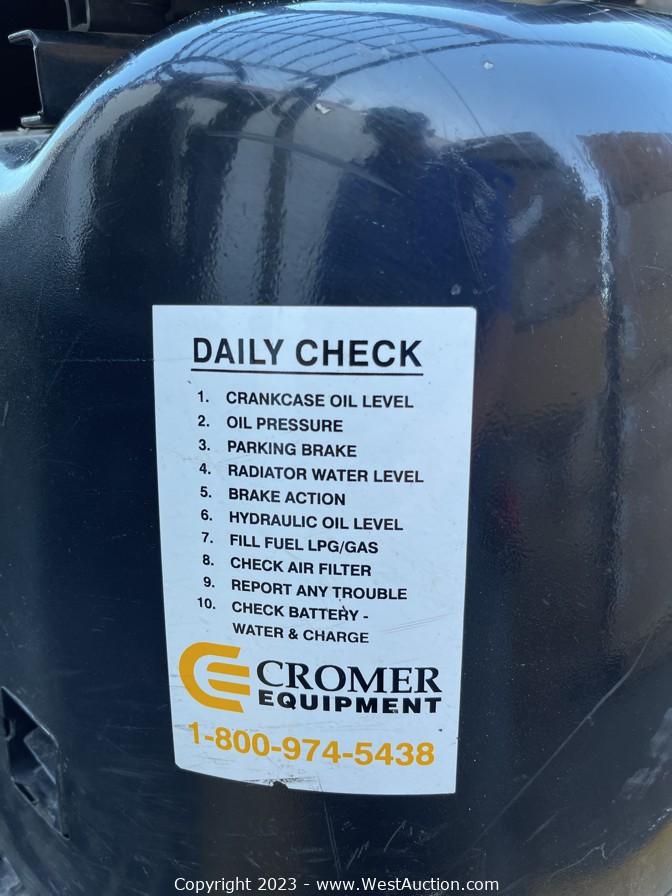 DAILY CHECK
1. CRANKCASE OIL LEVEL
2. OIL PRESSURE
3. PARKING BRAKE
4. RADIATOR WATER LEVEL
5. BRAKE ACTION
6. HYDRAULIC OIL LEVEL
7. FILL FUEL LPG/GAS
8. CHECK AIR FILTER
9. REPORT ANY TROUBLE
10. CHECK BATTERY -
WATER & CHARGE
CROMER
EQUIPMENT
1-800-974-5438
Copyright 2023 - www.WestAuction.com